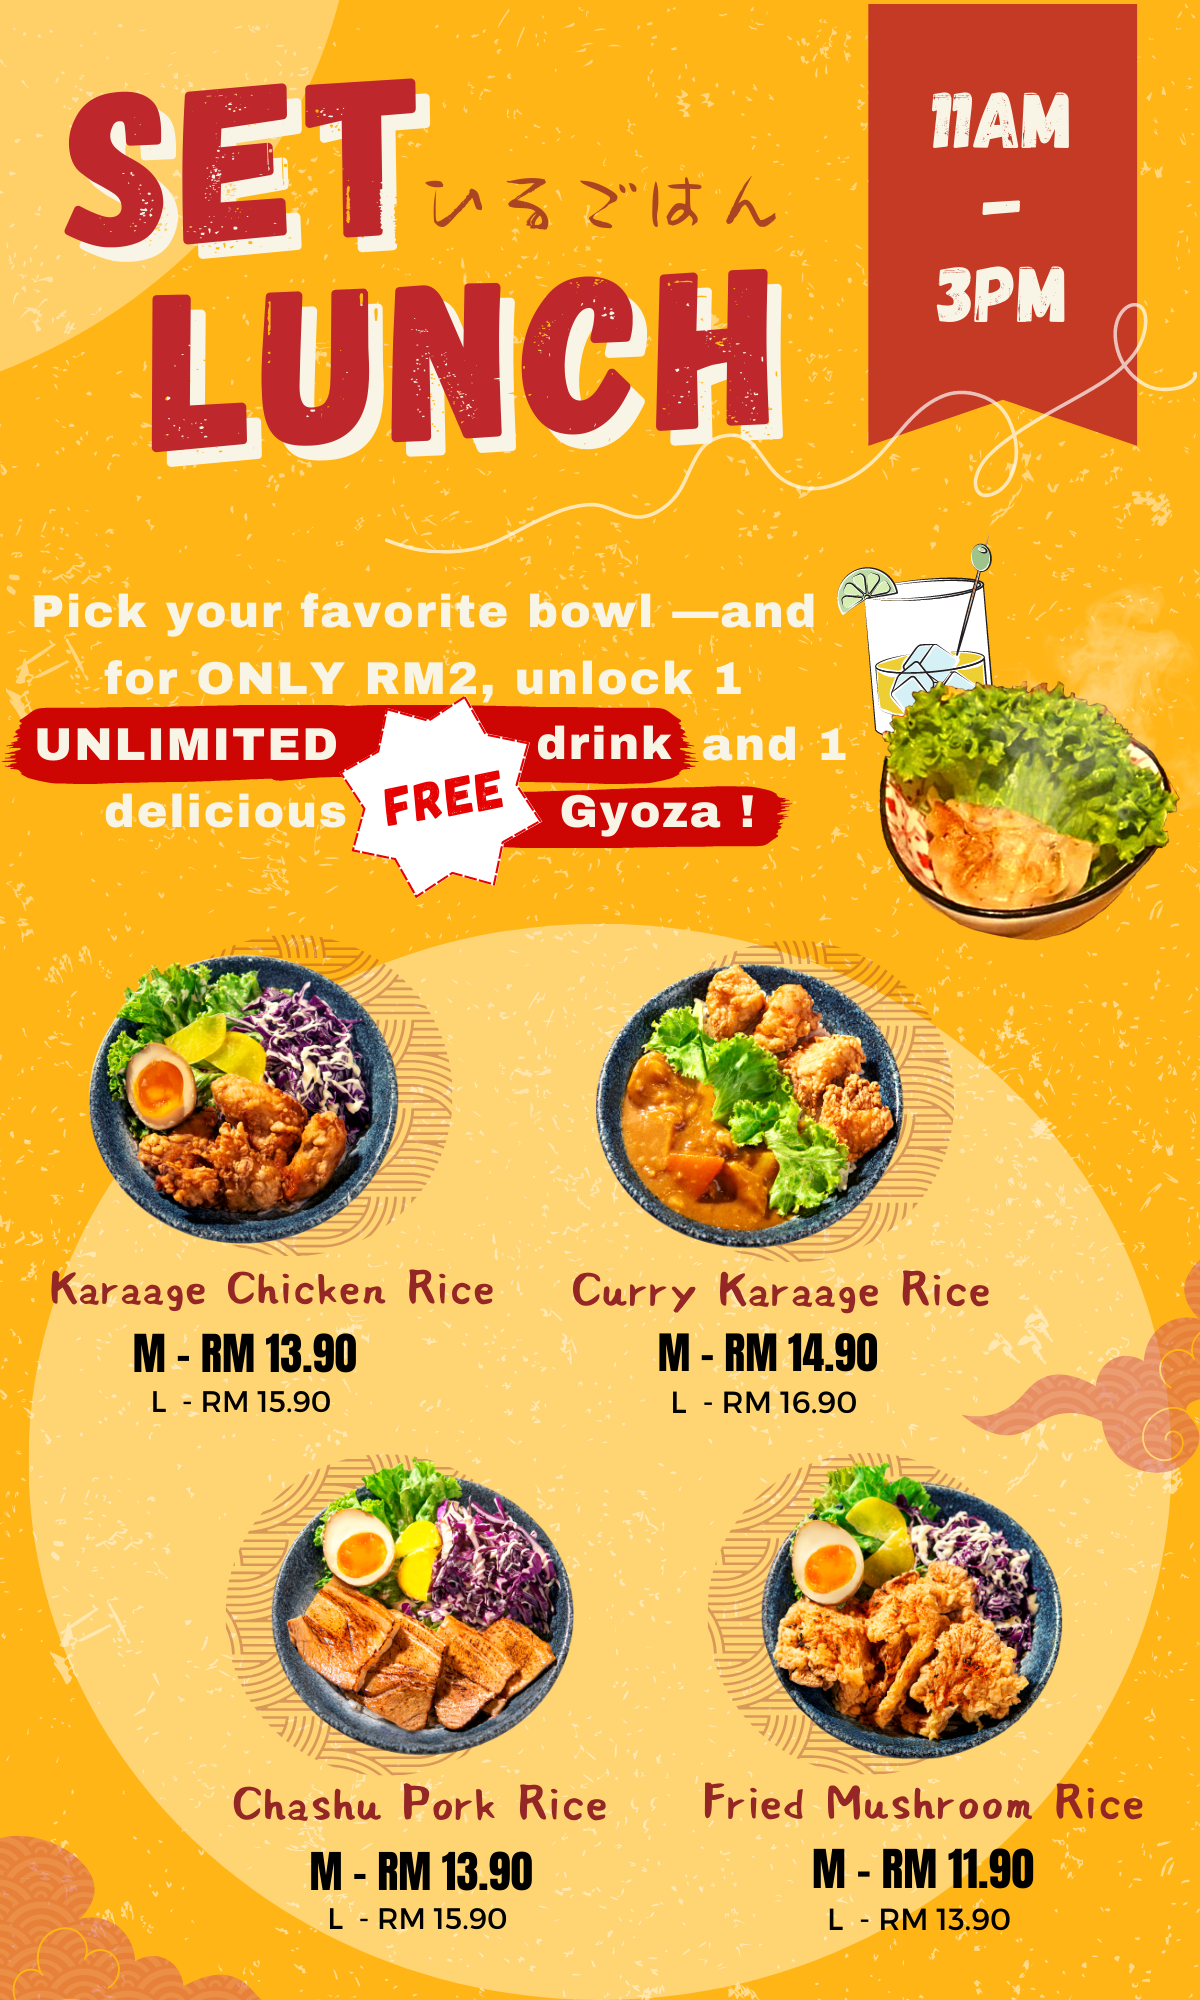 SET
ひるごはん
LUNCH
11AM
-
3PM
Pick your favorite bowl —and
for ONLY RM2, unlock 1
UNLIMITED drink and 1
FREE
delicious Gyoza !
Karaage Chicken Rice
M - RM 13.90
L - RM 15.90
Curry Karaage Rice
M - RM 14.90
L - RM 16.90
Chashu Pork Rice
M - RM 13.90
L - RM 15.90
Fried Mushroom Rice
M - RM 11.90
L - RM 13.90